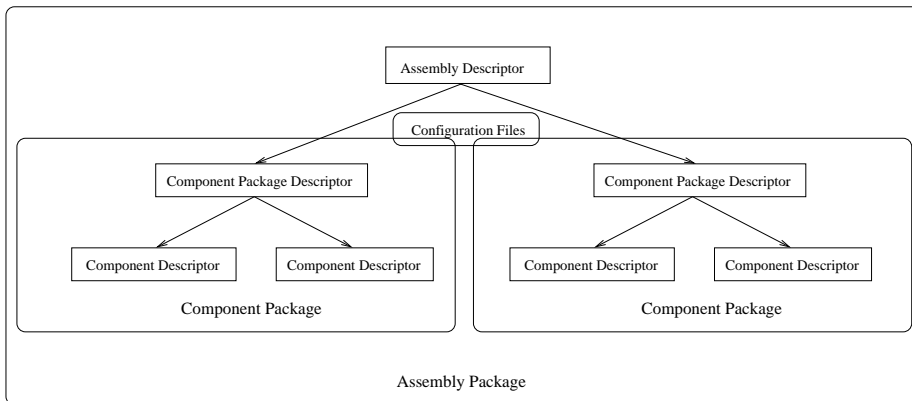 Assembly Descriptor
Configuration Files
Component Package Descriptor
Component Package Descriptor
Component Descriptor
Component Descriptor
Component Descriptor
Component Descriptor
Component Package
Component Package
Assembly Package